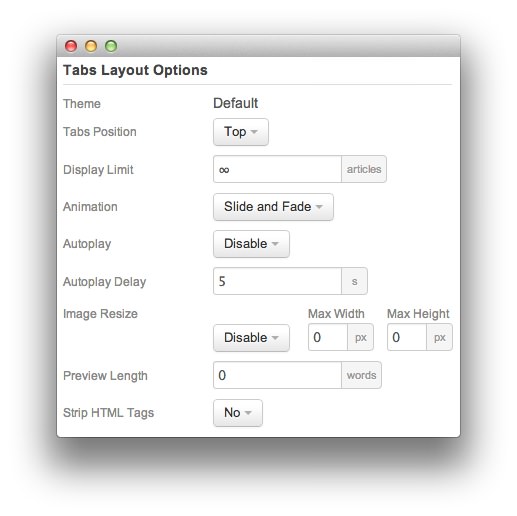 Tabs Layout Options
Theme Default
Tabs Position Top
Display Limit ∞ articles
Animation Slide and Fade
Autoplay Disable
Autoplay Delay 5 s
Image Resize Max Width Max Height
Disable 0 px 0 px
Preview Length 0 words
Strip HTML Tags No